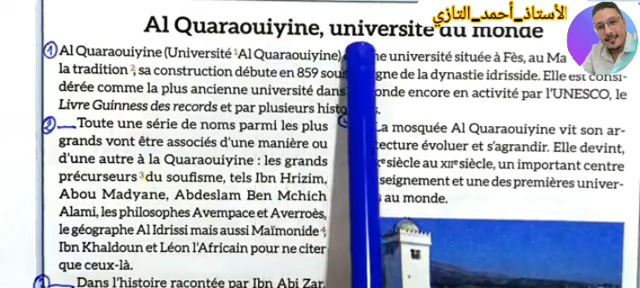 الأستاذ_أحمد_التازي
Al Quaraouiyine, université du monde
1 Al Quaraouiyine (Université 1 Al Quaraouiyine) ne université située à Fès, au Ma
la tradition 2, sa construction débute en 859 sous gne de la dynastie idrisside. Elle est consi-
dérée comme la plus ancienne université dans onde encore en activité par l'UNESCO, le
Livre Guinness des records et par plusieurs histo s.
2 Toute une série de noms parmi les plus
grands vont être associés d'une manière ou
d'une autre à la Quaraouiyine : les grands
précurseurs 3 du soufisme, tels Ibn Hrizim,
Abou Madyane, Abdeslam Ben Mchich
Alami, les philosophes Avempace et Averroès,
le géographe Al Idrissi mais aussi Maïmonide 4,
Ibn Khaldoun et Léon l'Africain pour ne citer
que ceux-là.
Dans l'histoire racontée par Ibn Abi Zar,
La mosquée Al Quaraouiyine vit son ar-
tecture évoluer et s'agrandir. Elle devint,
Xe siècle au XIIe siècle, un important centre
seignement et une des premières univer-
s au monde.